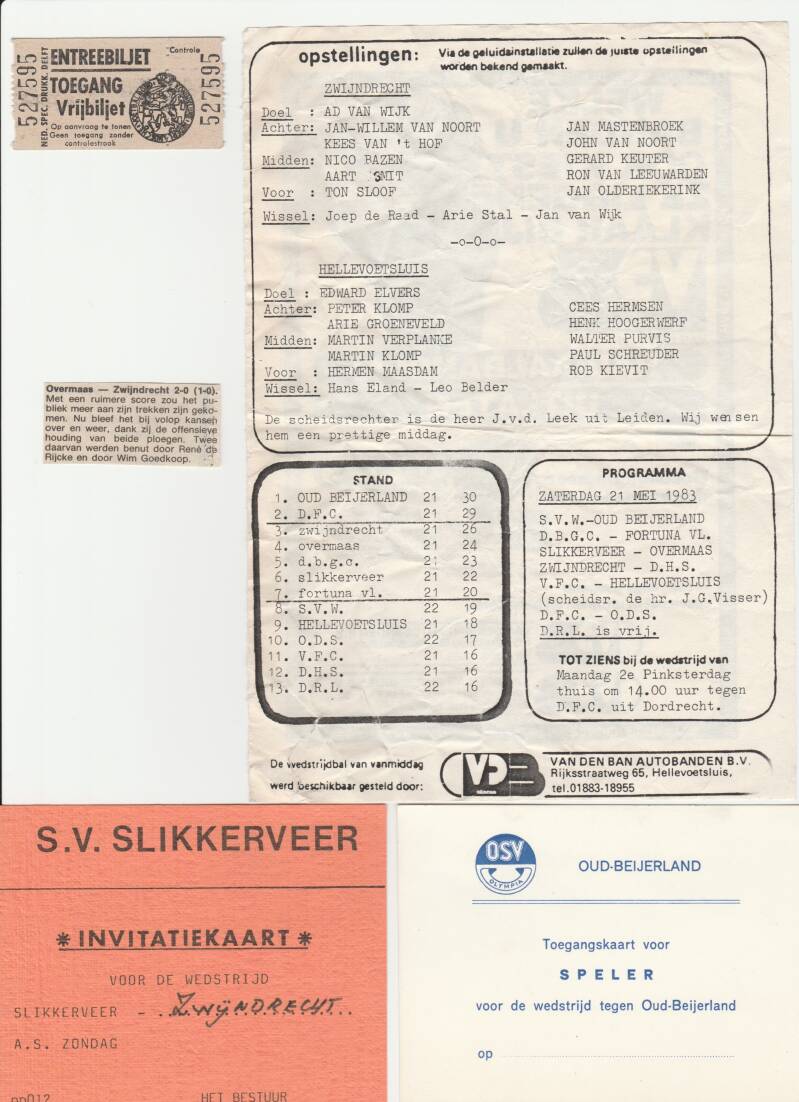 527595
NED. SPEC. DRUKK. DELFT
ENTREEBILJET
TOEGANG
Vrijbiljet
Op aanvraag te tonen
Geen toegang zonder
controlestrook
Controle
527595
opstellingen: Via de geluidsinstallatie zullen de juiste opstellingen
worden bekend gemaakt.
ZWIJNDRECHT
Doel : AD VAN WIJK
Achter: JAN-WILLEM VAN NOORT JAN MASTENBROEK
KEES VAN 't HOF JOHN VAN NOORT
Midden: NICO BAZEN GERARD KEUTER
AART SMIT RON VAN LEEUWARDEN
Voor : TON SLOOF JAN OLDERIEKERINK
Wissel: Joep de Raad - Arie Stal - Jan van Wijk
-o-O-o-
HELLEVOETSLUIS
Doel : EDWARD ELVERS
Achter: PETER KLOMP CEES HERMSEN
ARIE GROENEVELD HENK HOOGERWERF
Midden: MARTIN VERPLANKE WALTER PURVIS
MARTIN KLOMP PAUL SCHREUDER
Voor : HERMEN MAASDAM ROB KIEVIT
Wissel: Hans Eland - Leo Belder
De scheidsrechter is de heer J.v.d. Leek uit Leiden. Wij wensen
hem een prettige middag.
Overmaas — Zwijndrecht 2-0 (1-0).
Met een ruimere score zou het pu-
bliek meer aan zijn trekken zijn geko-
men. Nu bleef het bij volop kansen
over en weer, dank zij de offensieve
houding van beide ploegen. Twee
daarvan werden benut door René de
Rijcke en door Wim Goedkoop.
STAND
1. OUD BEIJERLAND 21 30
2. D.F.C. 21 29
3. zwijndrecht 21 26
4. overmaas 21 24
5. d.b.g.c. 21 23
6. slikkerveer 21 22
7. fortuna vl. 21 20
8. S.V.W. 22 19
9. HELLEVOETSLUIS 21 18
10. O.D.S. 22 17
11. V.F.C. 21 16
12. D.H.S. 21 16
13. D.R.L. 22 16
PROGRAMMA
ZATERDAG 21 MEI 1983
S.V.W.-OUD BEIJERLAND
D.B.G.C. - FORTUNA VL.
SLIKKERVEER - OVERMAAS
ZWIJNDRECHT - D.H.S.
V.F.C. - HELLEVOETSLUIS
(scheidsr. de hr. J.G.Visser)
D.F.C. - O.D.S.
D.R.L. is vrij.
TOT ZIENS bij de wedstrijd van
Maandag 2e Pinksterdag
thuis om 14.00 uur tegen
D.F.C. uit Dordrecht.
De wedstrijdbal van vanmiddag
werd beschikbaar gesteld door:
VDB
VAN DEN BAN AUTOBANDEN B.V.
Rijksstraatweg 65, Hellevoetsluis,
tel.01883-18955
S.V. SLIKKERVEER
* INVITATIEKAART *
VOOR DE WEDSTRIJD
SLIKKERVEER - ..ZWIJNDRECHT..
A.S. ZONDAG
HET BESTUUR
OSV
OLYMPIA
OUD-BEIJERLAND
Toegangskaart voor
SPELER
voor de wedstrijd tegen Oud-Beijerland
op